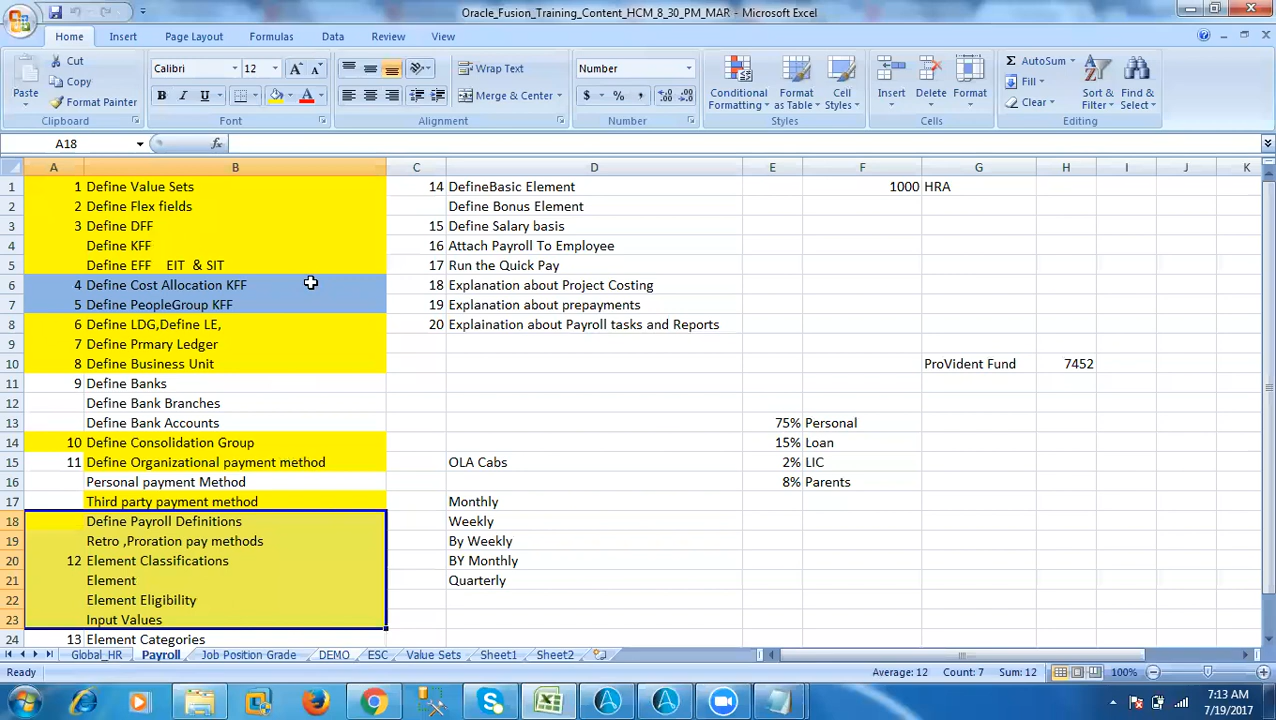 Oracle_Fusion_Training_Content_HCM_8_30_PM_MAR - Microsoft Excel
Home Insert Page Layout Formulas Data Review View
Paste
Cut
Copy
Format Painter
Clipboard
Calibri 12
B I U
Font
Wrap Text
Merge & Center
Alignment
Number
$ % ,
Number
Conditional Formatting
Format as Table
Cell Styles
Styles
Insert Delete Format
Cells
AutoSum
Fill
Clear
Sort & Filter
Find & Select
Editing
A18 fx
A B C D E F G H I J K
1 1 Define Value Sets 14 DefineBasic Element 1000 HRA
2 2 Define Flex fields Define Bonus Element
3 3 Define DFF 15 Define Salary basis
4 Define KFF 16 Attach Payroll To Employee
5 Define EFF EIT & SIT 17 Run the Quick Pay
6 4 Define Cost Allocation KFF 18 Explanation about Project Costing
7 5 Define PeopleGroup KFF 19 Explanation about prepayments
8 6 Define LDG,Define LE, 20 Explaination about Payroll tasks and Reports
9 7 Define Prmary Ledger
10 8 Define Business Unit ProVident Fund 7452
11 9 Define Banks
12 Define Bank Branches
13 Define Bank Accounts 75% Personal
14 10 Define Consolidation Group 15% Loan
15 11 Define Organizational payment method OLA Cabs 2% LIC
16 Personal payment Method 8% Parents
17 Third party payment method Monthly
18 Define Payroll Definitions Weekly
19 Retro ,Proration pay methods By Weekly
20 12 Element Classifications BY Monthly
21 Element Quarterly
22 Element Eligibility
23 Input Values
24 13 Element Categories
Global_HR Payroll Job Position Grade DEMO ESC Value Sets Sheet1 Sheet2
Ready Average: 12 Count: 7 Sum: 12 100%
7:13 AM
7/19/2017